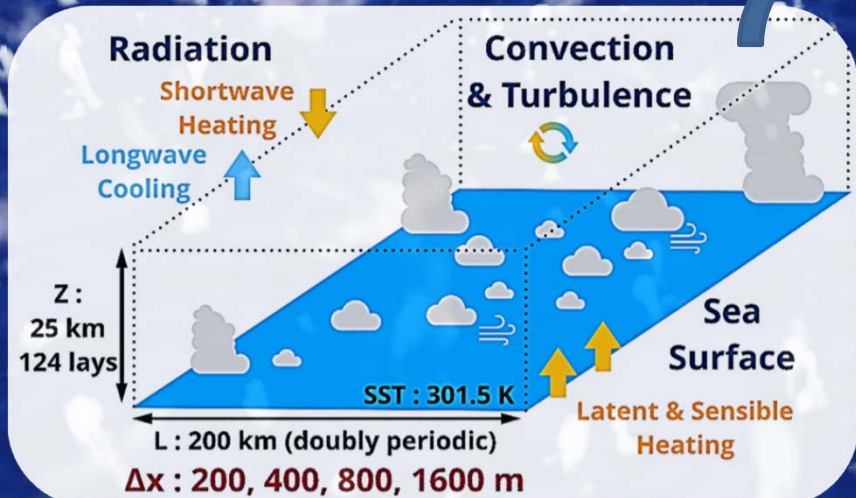 Radiation
Shortwave
Heating
Longwave
Cooling
Convection
& Turbulence
Z :
25 km
124 lays
Sea
Surface
SST : 301.5 K
Latent & Sensible
Heating
L : 200 km (doubly periodic)
Δx : 200, 400, 800, 1600 m